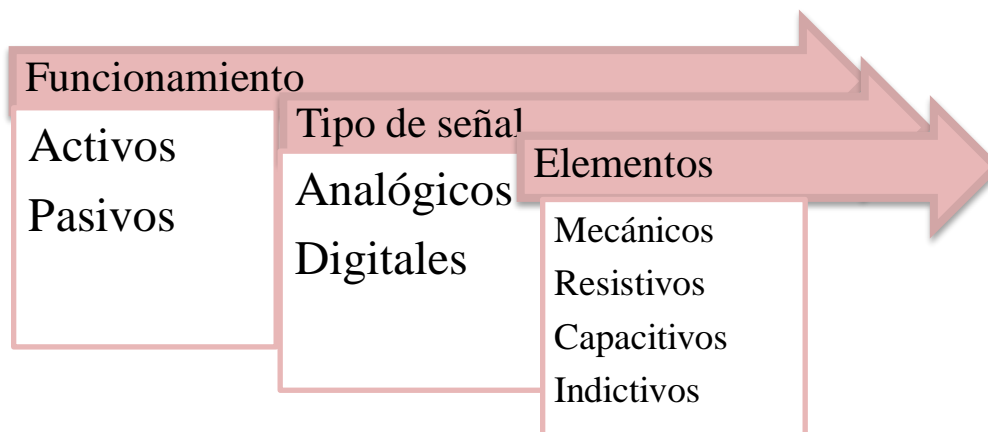 Funcionamiento
Activos
Pasivos
Tipo de señal
Analógicos
Digitales
Elementos
Mecánicos
Resistivos
Capacitivos
Indictivos